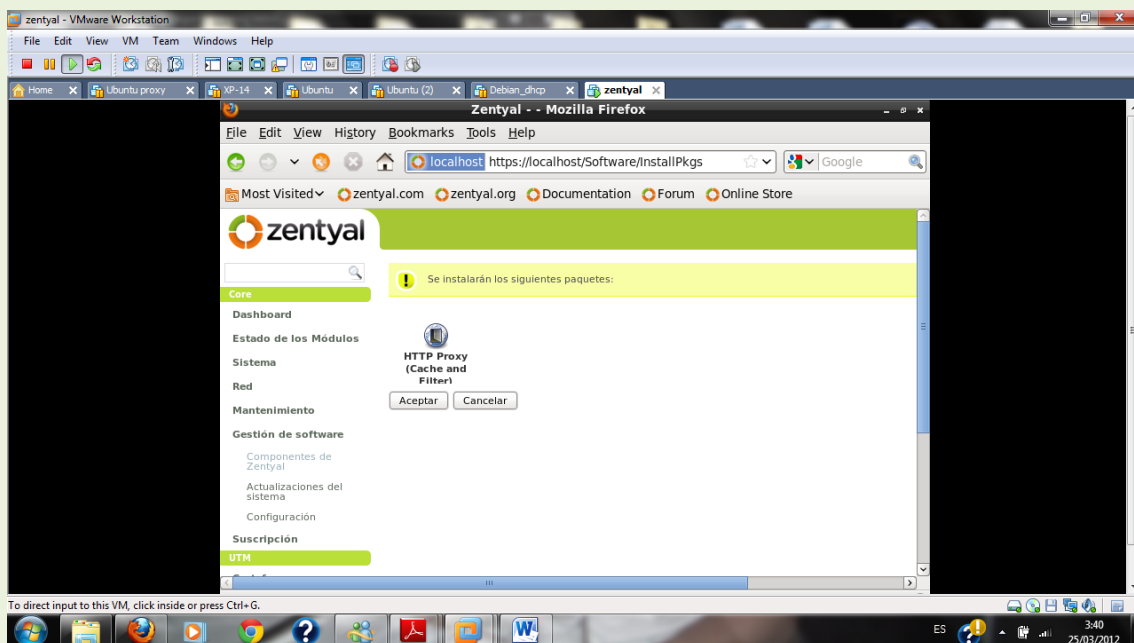 zentyal - VMware Workstation
File Edit View VM Team Windows Help
Home Ubuntu proxy XP-14 Ubuntu Ubuntu (2) Debian_dhcp zentyal
Zentyal - - Mozilla Firefox
File Edit View History Bookmarks Tools Help
localhost https://localhost/Software/InstallPkgs Google
Most Visited zentyal.com zentyal.org Documentation Forum Online Store
zentyal
Se instalarán los siguientes paquetes:
Core
Dashboard
Estado de los Módulos
Sistema
Red
Mantenimiento
Gestión de software
Componentes de
Zentyal
Actualizaciones del
sistema
Configuración
Suscripción
UTM
HTTP Proxy
(Cache and
Filter)
Aceptar Cancelar
To direct input to this VM, click inside or press Ctrl+G.
ES 3:40
25/03/2012